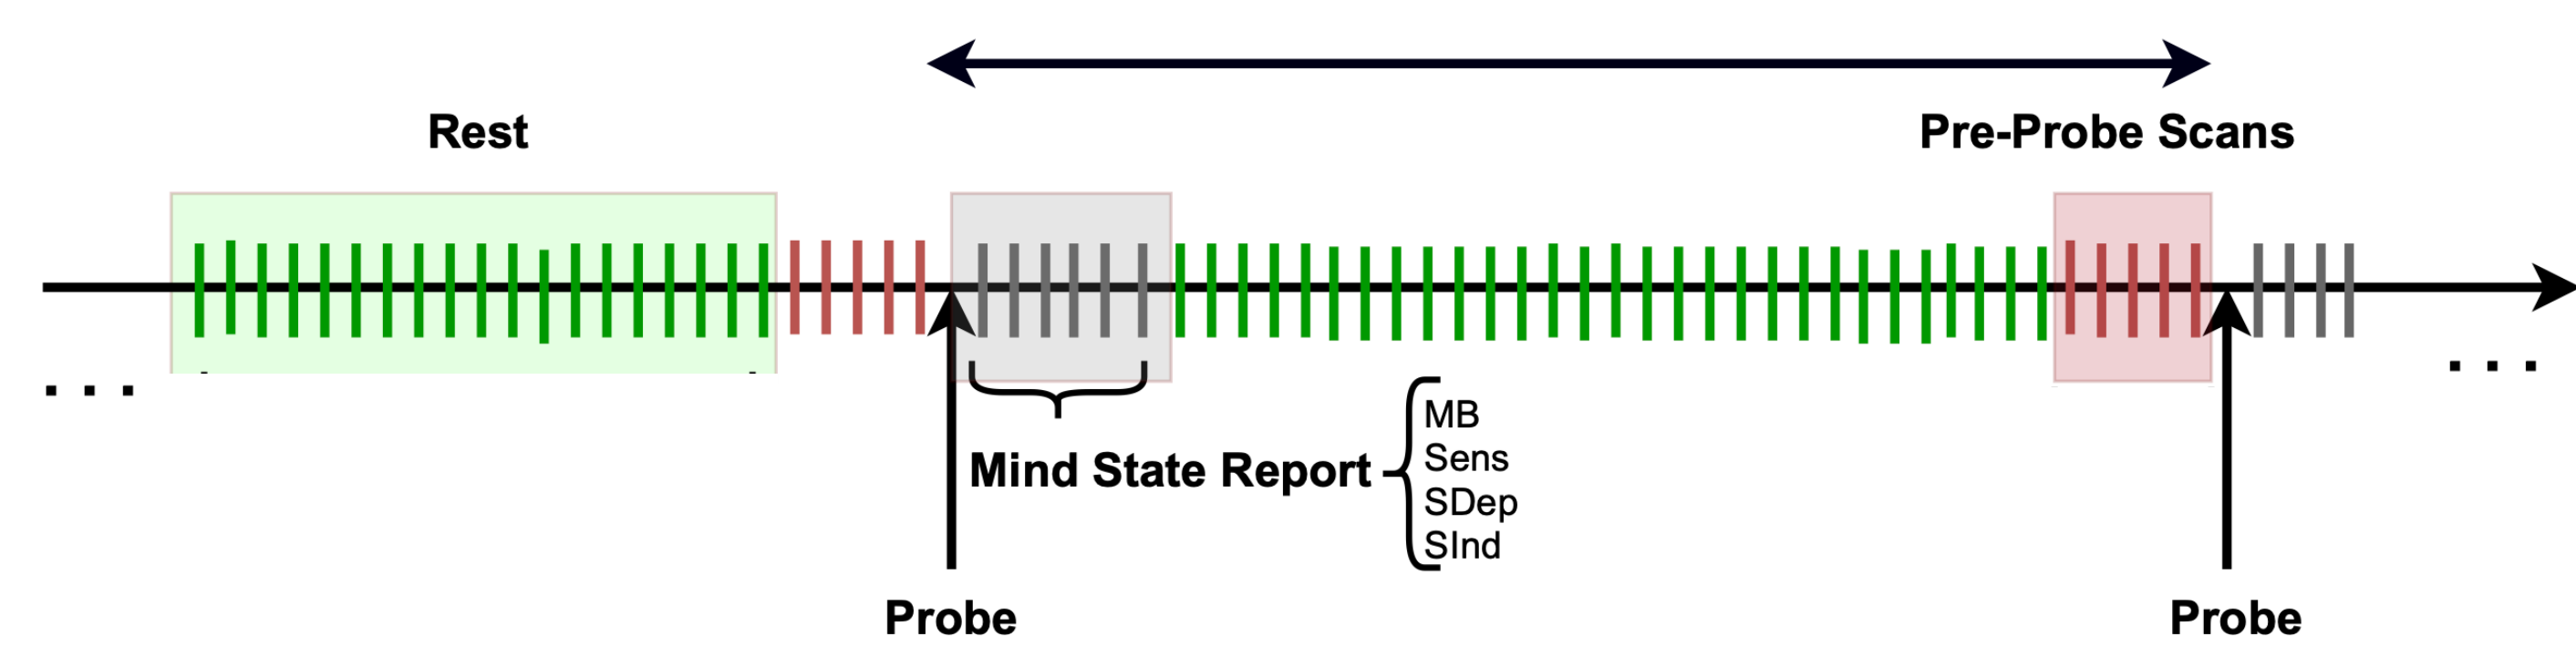 Rest
Pre-Probe Scans
. . .
. . .
MB
Sens
Mind State Report
SDep
SInd
Probe
Probe